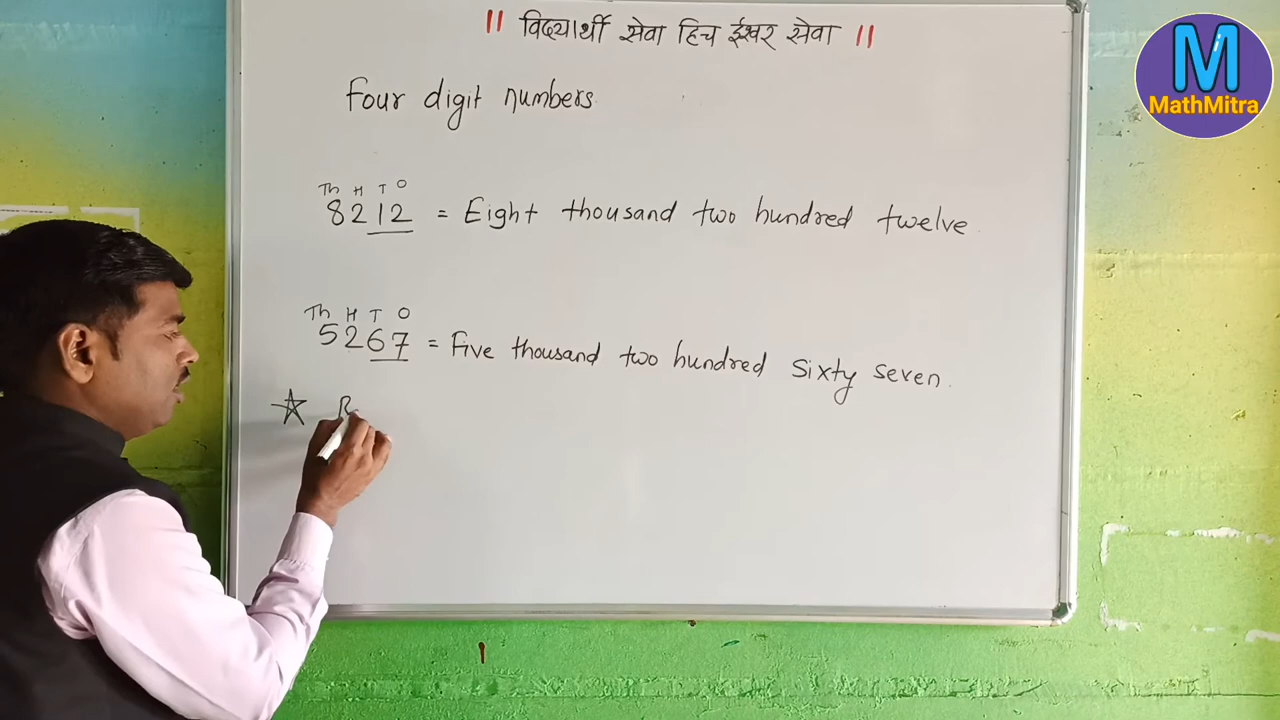 || विद्यार्थी सेवा हिच ईश्वर सेवा ||
M
MathMitra
Four digit numbers.
Th H T O
8212 = Eight thousand two hundred twelve.
Th H T O
5267 = Five thousand two hundred Sixty seven.